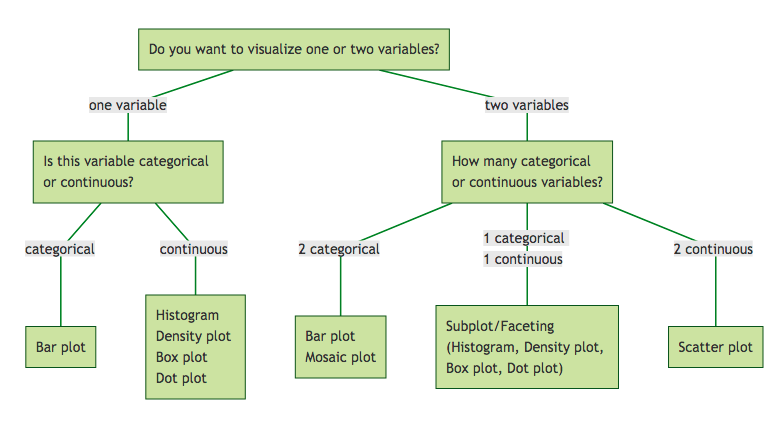 Do you want to visualize one or two variables?
one variable
two variables
Is this variable categorical
or continuous?
How many categorical
or continuous variables?
categorical
continuous
2 categorical
1 categorical
1 continuous
2 continuous
Bar plot
Histogram
Density plot
Box plot
Dot plot
Bar plot
Mosaic plot
Subplot/Faceting
(Histogram, Density plot,
Box plot, Dot plot)
Scatter plot